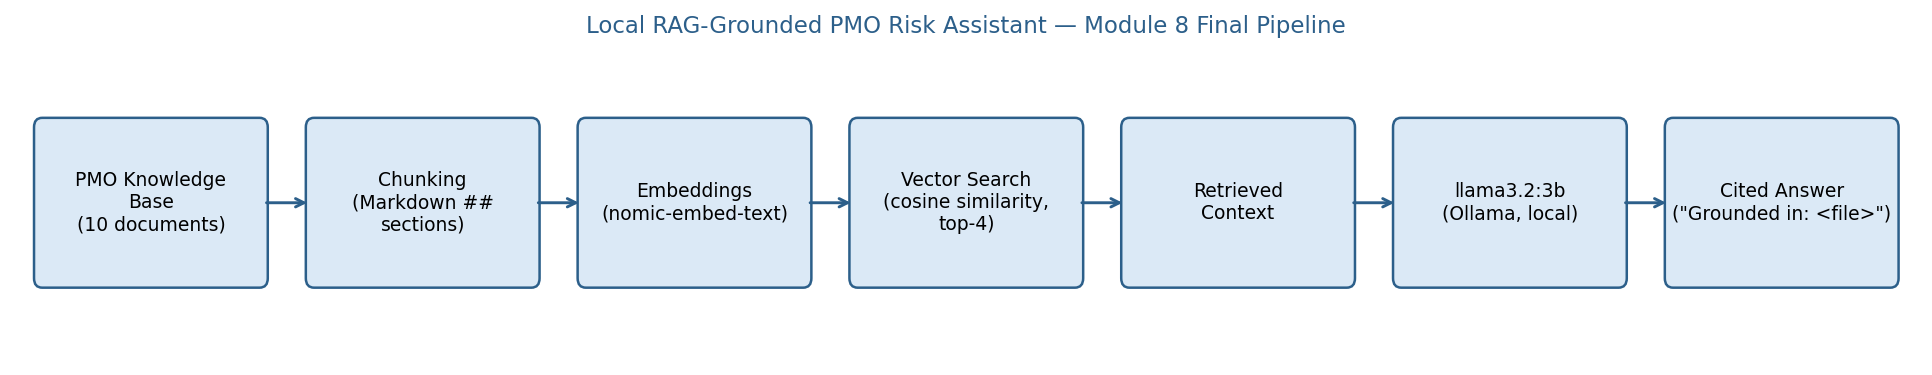 Local RAG-Grounded PMO Risk Assistant — Module 8 Final Pipeline
PMO Knowledge
Base
(10 documents)
Chunking
(Markdown ##
sections)
Embeddings
(nomic-embed-text)
Vector Search
(cosine similarity,
top-4)
Retrieved
Context
llama3.2:3b
(Ollama, local)
Cited Answer
("Grounded in: <file>")